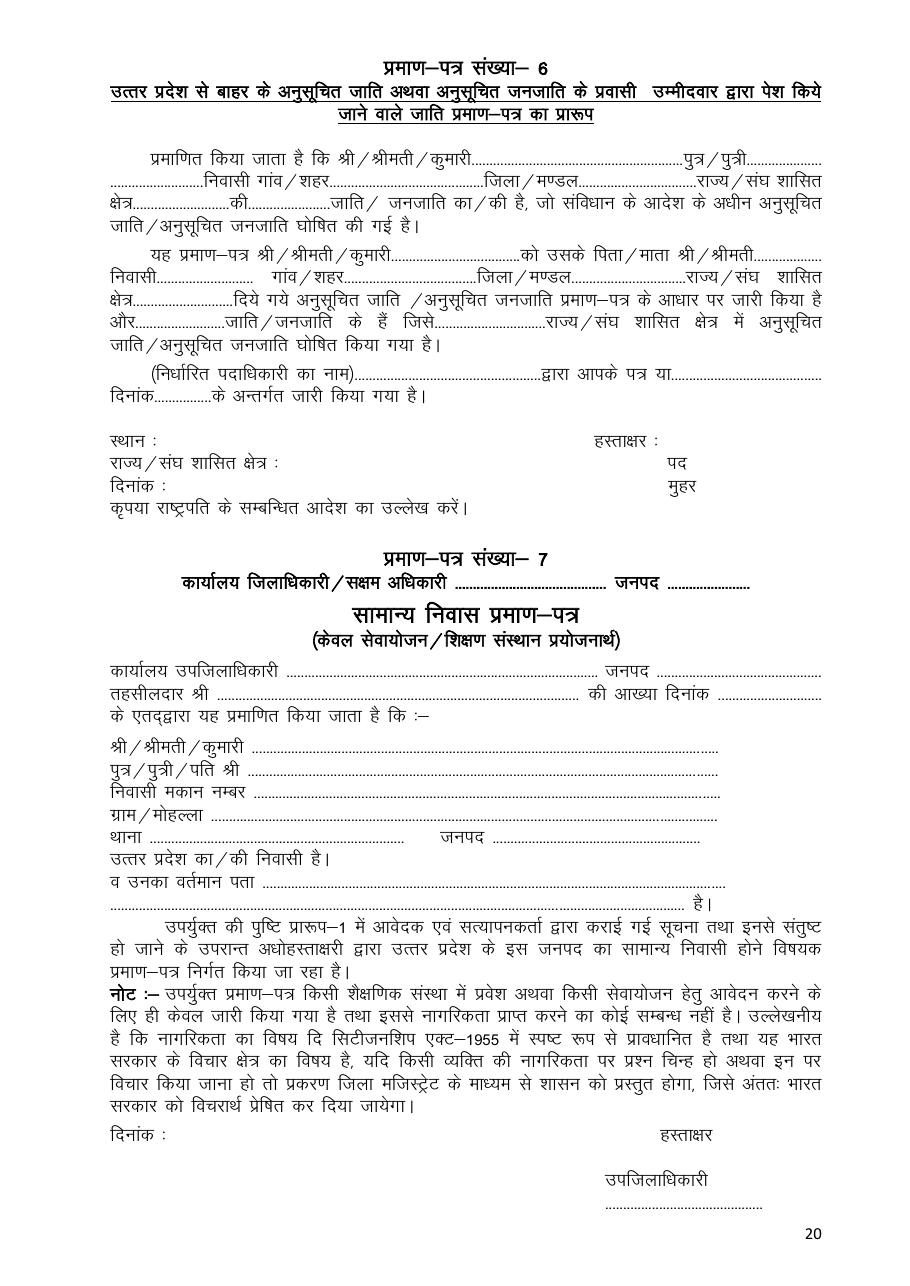 प्रमाण–पत्र संख्या– 6
उत्तर प्रदेश से बाहर के अनुसूचित जाति अथवा अनुसूचित जनजाति के प्रवासी उम्मीदवार द्वारा पेश किये
जाने वाले जाति प्रमाण–पत्र का प्रारूप
प्रमाणित किया जाता है कि श्री/श्रीमती/कुमारी..........................................................पुत्र/पुत्री.....................
..........................निवासी गांव/शहर...........................................जिला/मण्डल.................................राज्य/संघ शासित
क्षेत्र...........................की.......................जाति/ जनजाति का/की है, जो संविधान के आदेश के अधीन अनुसूचित
जाति/अनुसूचित जनजाति घोषित की गई है।
यह प्रमाण–पत्र श्री/श्रीमती/कुमारी....................................को उसके पिता/माता श्री/श्रीमती...................
निवासी........................... गांव/शहर.....................................जिला/मण्डल................................राज्य/संघ शासित
क्षेत्र............................दिये गये अनुसूचित जाति /अनुसूचित जनजाति प्रमाण–पत्र के आधार पर जारी किया है
और.........................जाति/जनजाति के हैं जिसे...............................राज्य/संघ शासित क्षेत्र में अनुसूचित
जाति/अनुसूचित जनजाति घोषित किया गया है।
(निर्धारित पदाधिकारी का नाम)....................................................द्वारा आपके पत्र या..........................................
दिनांक................के अन्तर्गत जारी किया गया है।
स्थान : हस्ताक्षर :
राज्य/संघ शासित क्षेत्र : पद
दिनांक : मुहर
कृपया राष्ट्रपति के सम्बन्धित आदेश का उल्लेख करें।
प्रमाण–पत्र संख्या– 7
कार्यालय जिलाधिकारी/सक्षम अधिकारी .......................................... जनपद .......................
सामान्य निवास प्रमाण–पत्र
(केवल सेवायोजन/शिक्षण संस्थान प्रयोजनार्थ)
कार्यालय उपजिलाधिकारी ...................................................................................... जनपद ..............................................
तहसीलदार श्री .................................................................................................... की आख्या दिनांक .............................
के एतद्द्वारा यह प्रमाणित किया जाता है कि :–
श्री/श्रीमती/कुमारी ..................................................................................................................................
पुत्र/पुत्री/पति श्री ...................................................................................................................................
निवासी मकान नम्बर ..................................................................................................................................
ग्राम/मोहल्ला .............................................................................................................................................
थाना ....................................................................... जनपद ..........................................................
उत्तर प्रदेश का/की निवासी है।
व उनका वर्तमान पता .................................................................................................................................
................................................................................................................................................................ है।
उपर्युक्त की पुष्टि प्रारूप–1 में आवेदक एवं सत्यापनकर्ता द्वारा कराई गई सूचना तथा इनसे संतुष्ट
हो जाने के उपरान्त अधोहस्ताक्षरी द्वारा उत्तर प्रदेश के इस जनपद का सामान्य निवासी होने विषयक
प्रमाण–पत्र निर्गत किया जा रहा है।
नोट :– उपर्युक्त प्रमाण–पत्र किसी शैक्षणिक संस्था में प्रवेश अथवा किसी सेवायोजन हेतु आवेदन करने के
लिए ही केवल जारी किया गया है तथा इससे नागरिकता प्राप्त करने का कोई सम्बन्ध नहीं है। उल्लेखनीय
है कि नागरिकता का विषय दि सिटीजनशिप एक्ट–1955 में स्पष्ट रूप से प्रावधानित है तथा यह भारत
सरकार के विचार क्षेत्र का विषय है, यदि किसी व्यक्ति की नागरिकता पर प्रश्न चिन्ह हो अथवा इन पर
विचार किया जाना हो तो प्रकरण जिला मजिस्ट्रेट के माध्यम से शासन को प्रस्तुत होगा, जिसे अंततः भारत
सरकार को विचरार्थ प्रेषित कर दिया जायेगा।
दिनांक : हस्ताक्षर
उपजिलाधिकारी
............................................
20